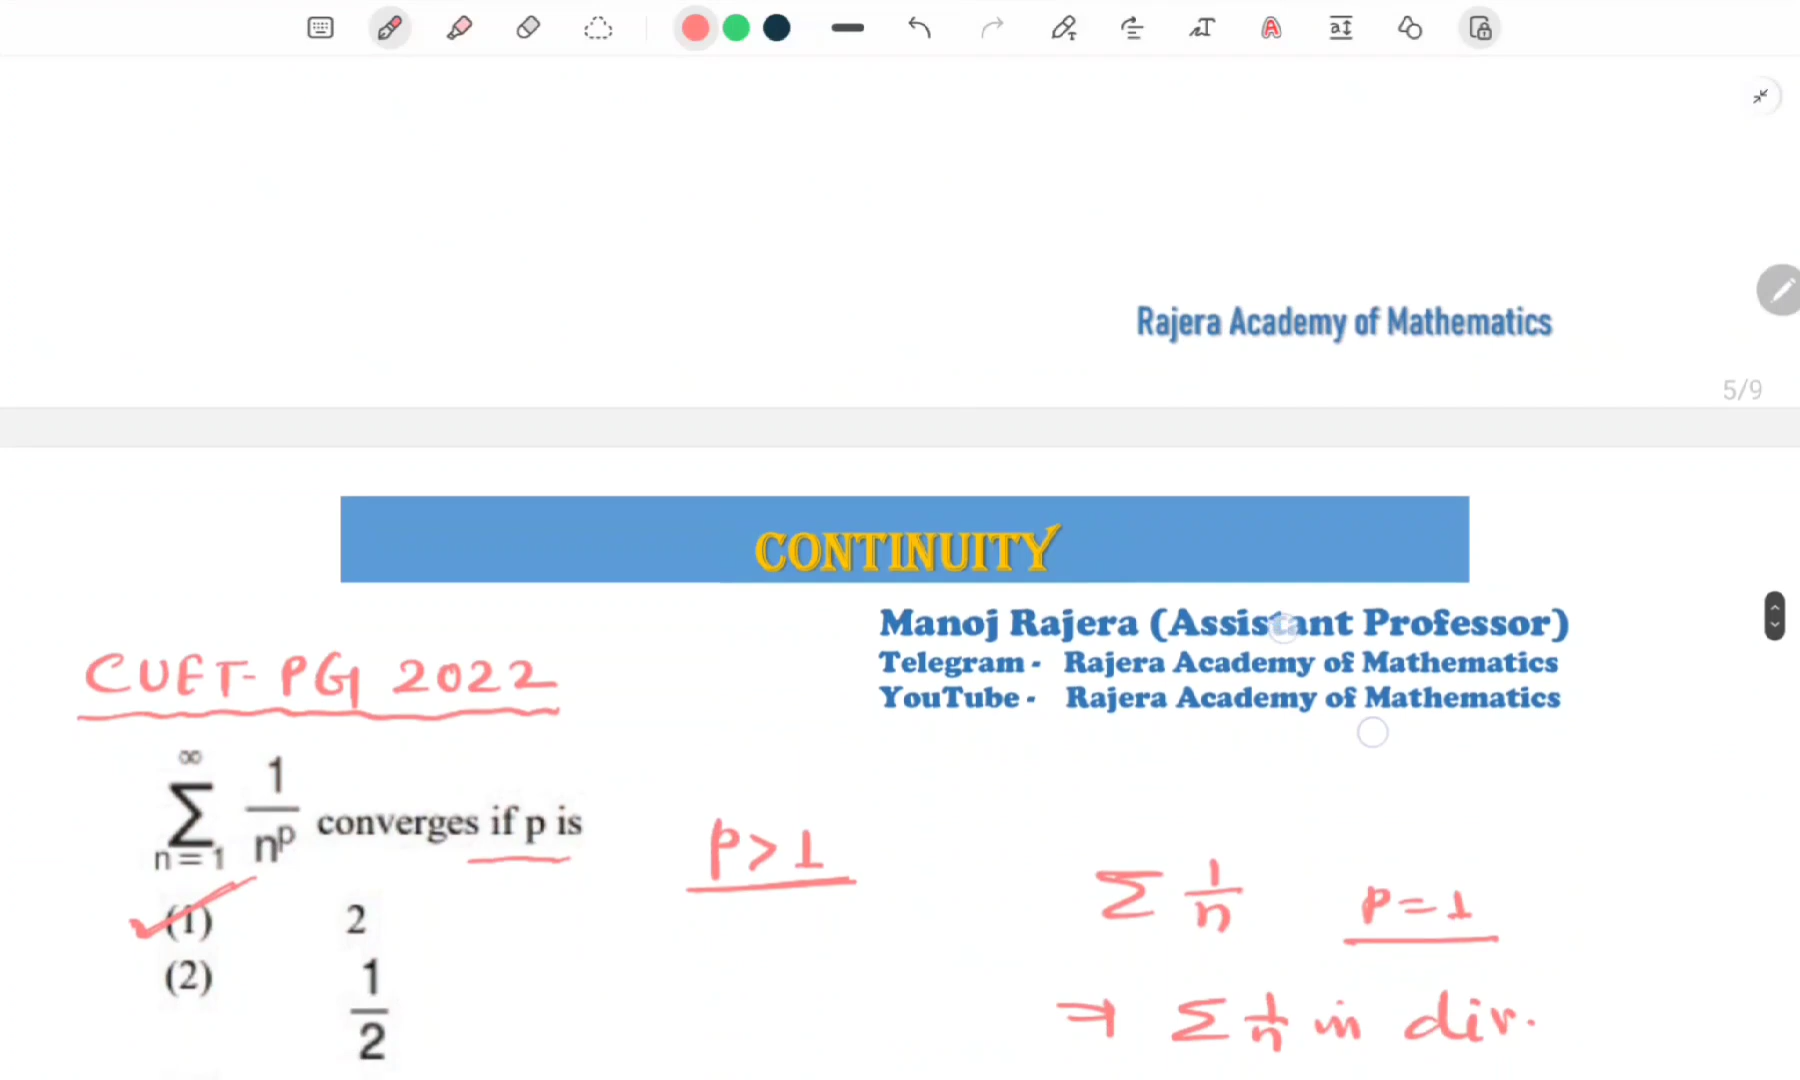 Rajera Academy of Mathematics
5/9
CONTINUITY
Manoj Rajera (Assistant Professor)
Telegram - Rajera Academy of Mathematics
YouTube - Rajera Academy of Mathematics
CUET-PG 2022
∞
∑ 1/n^p converges if p is
n = 1
p > 1
∑ 1/n p = 1
(1) 2
(2) 1/2
⇒ ∑ 1/n is div.